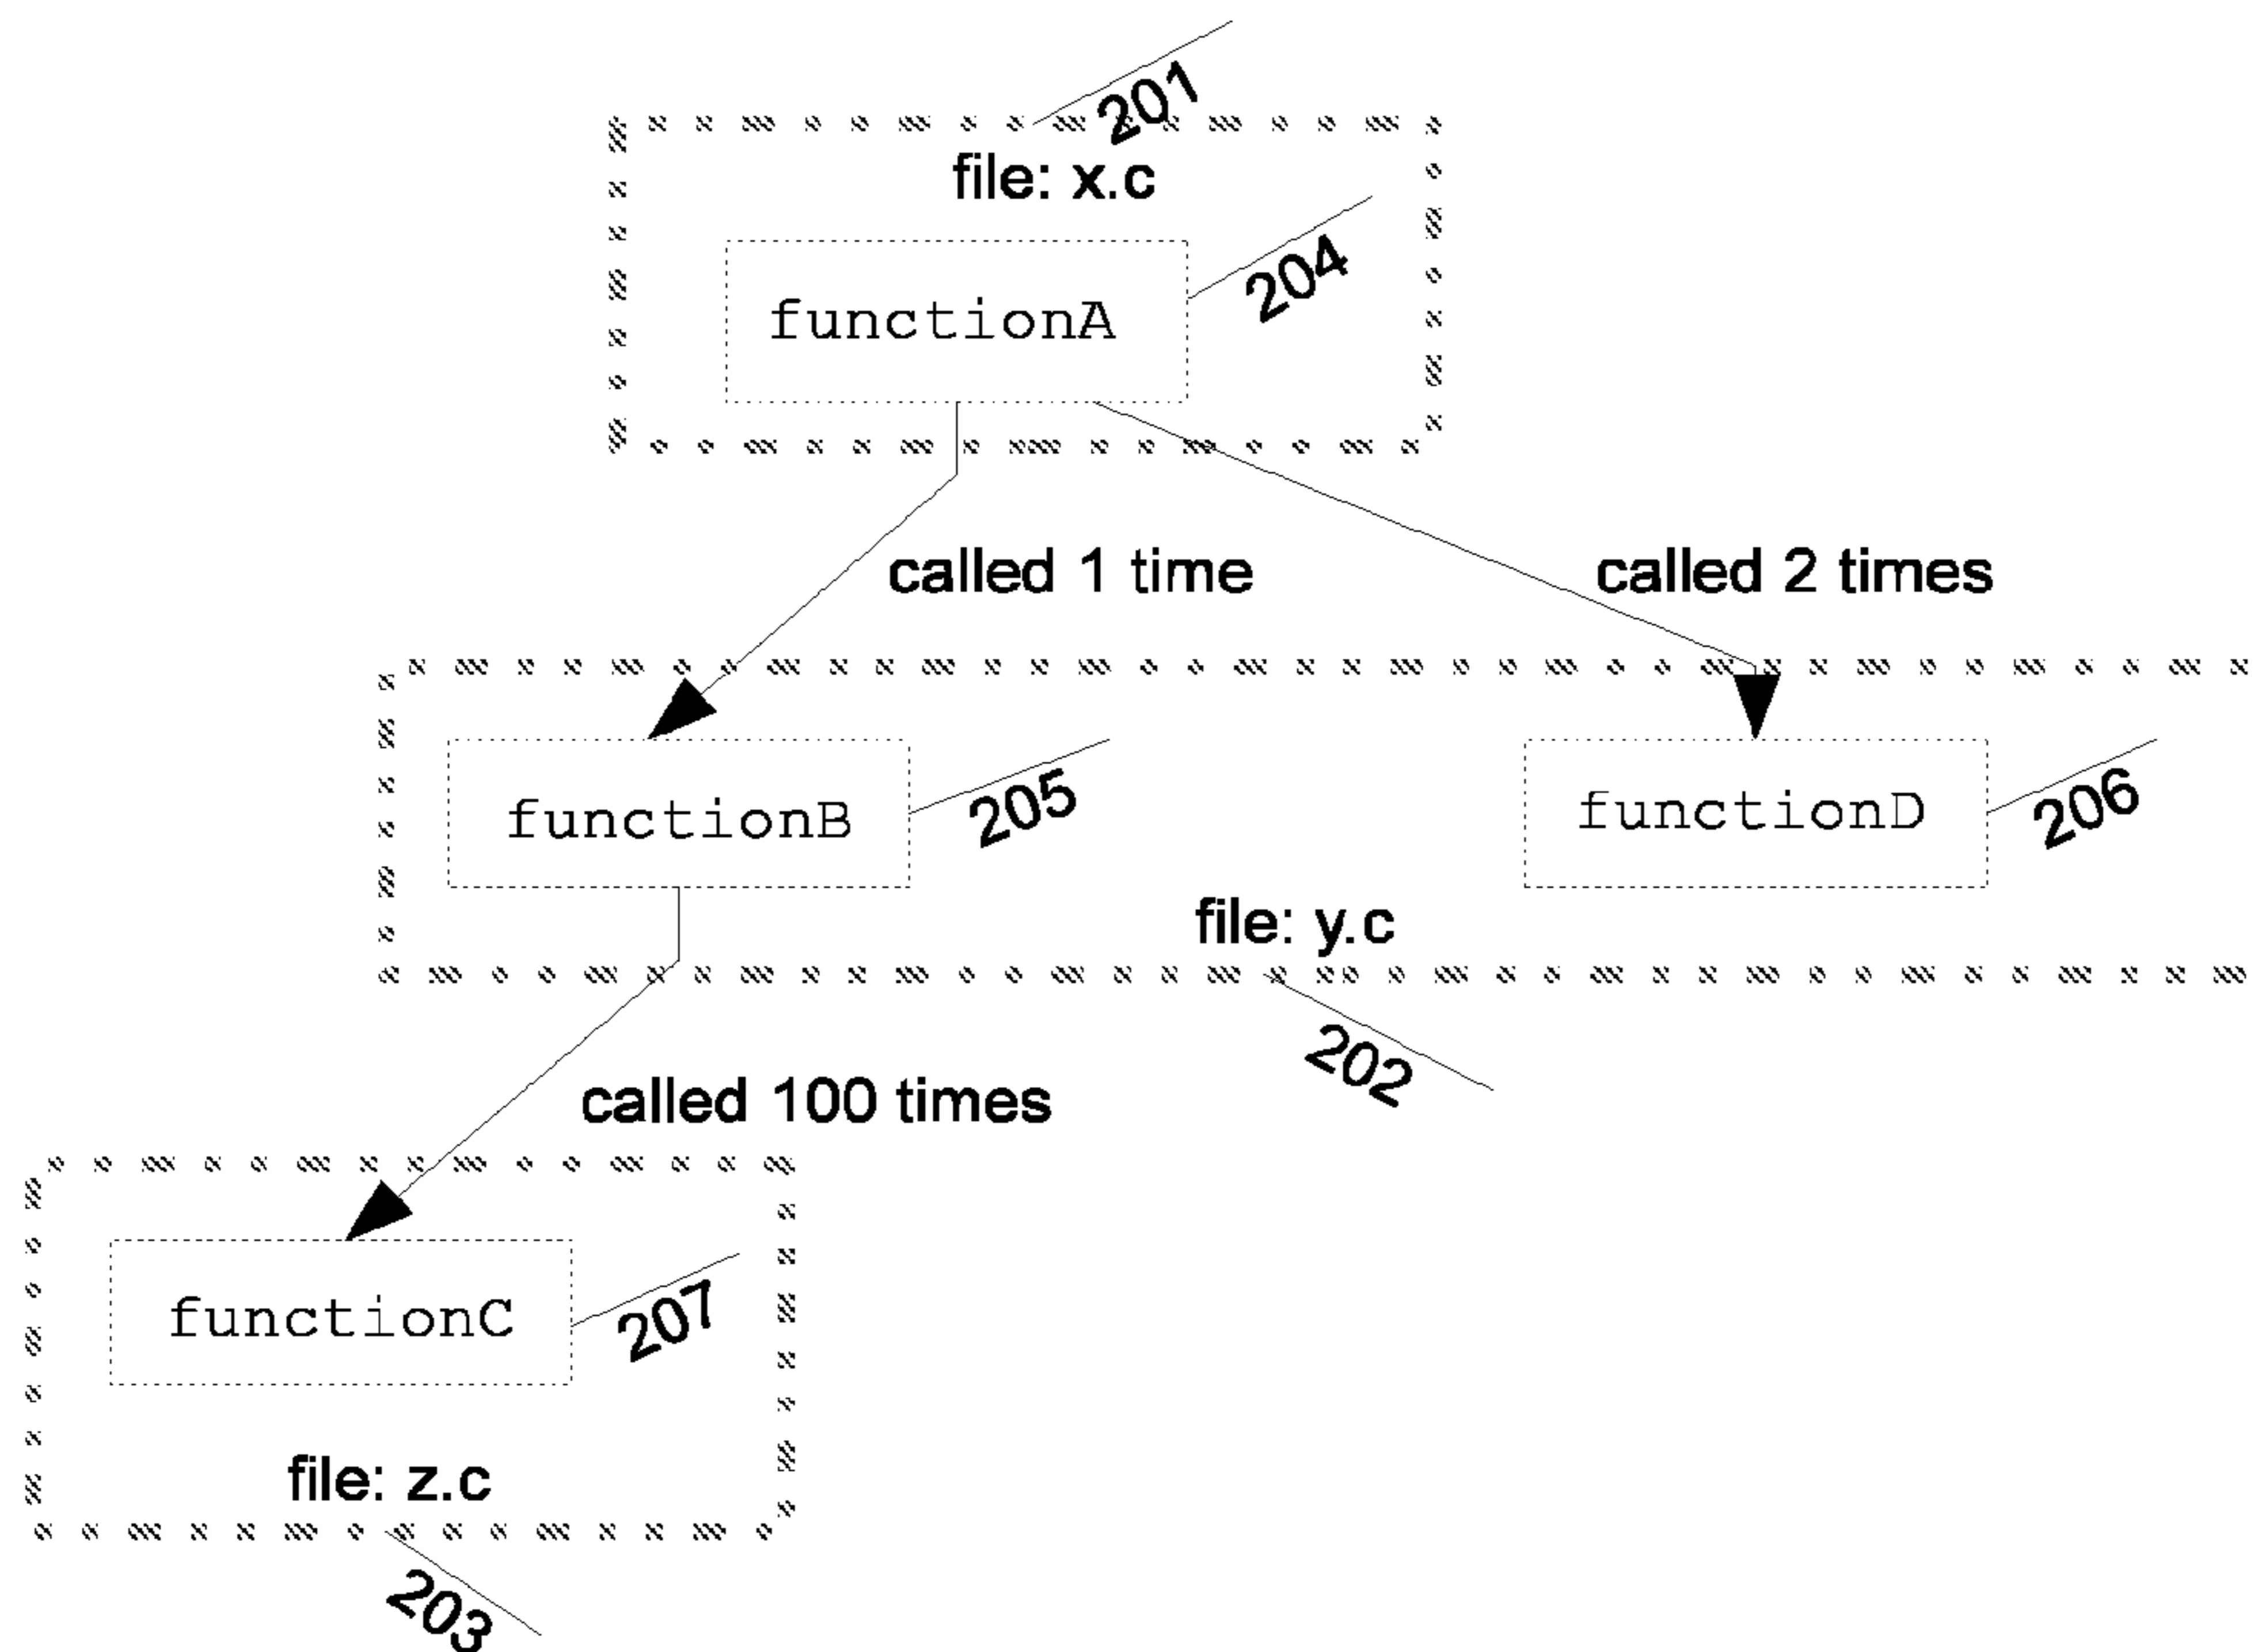 201
file: x.c
204
functionA
called 1 time
called 2 times
functionB
205
functionD
206
file: y.c
202
called 100 times
functionC
207
file: z.c
203